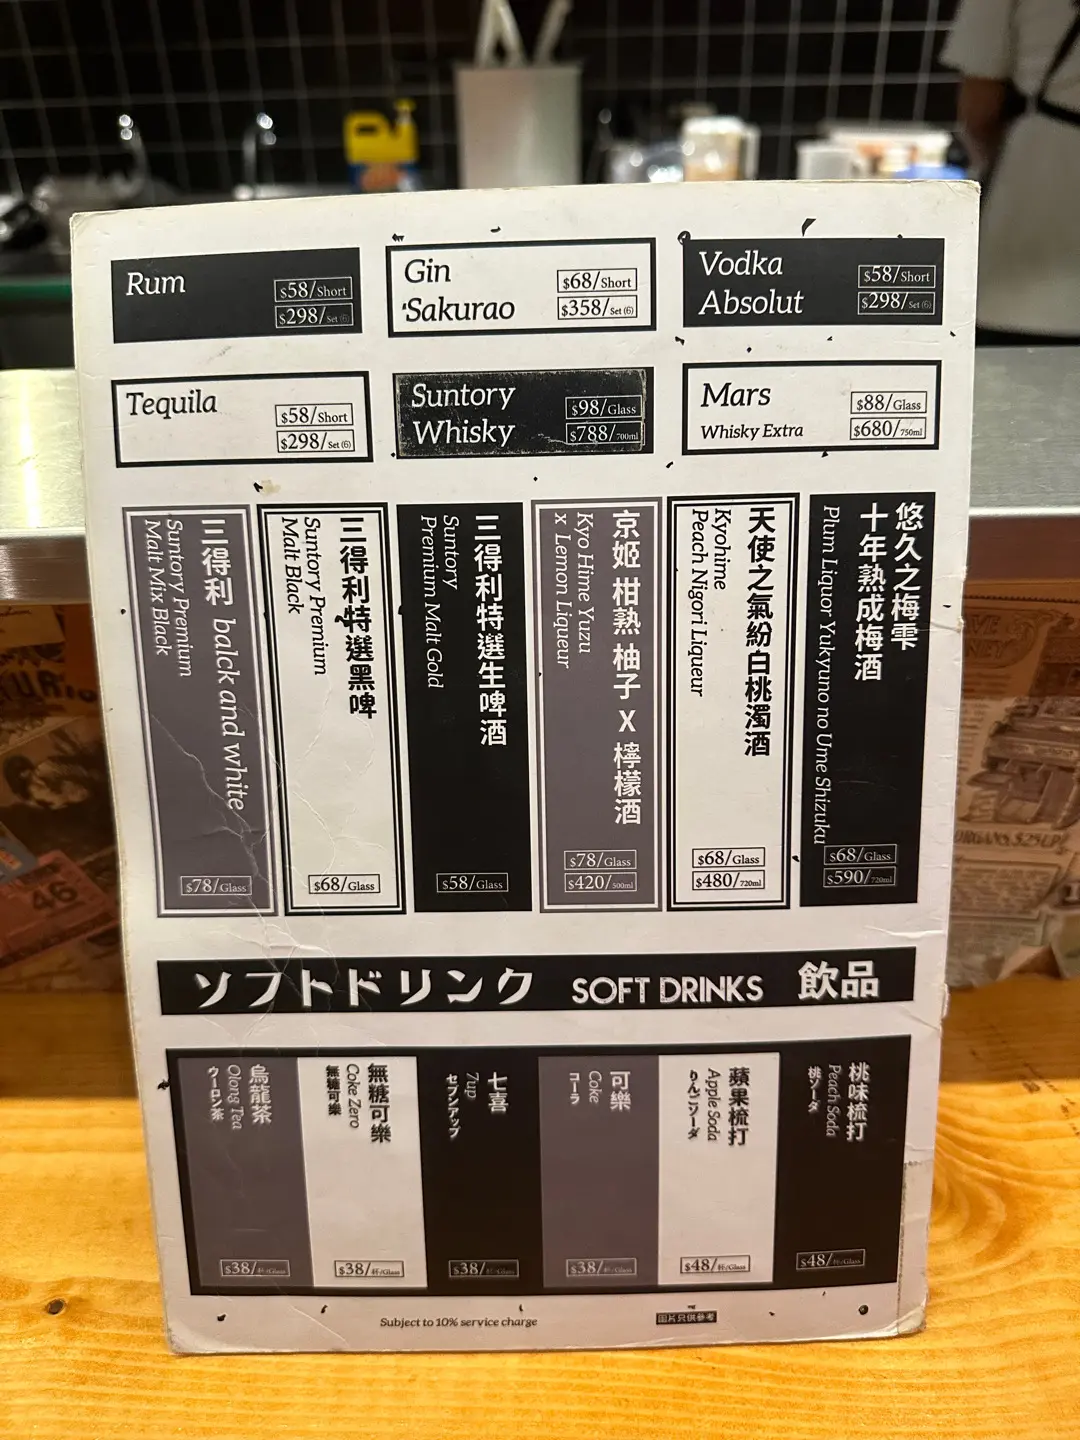 Rum
$58/Short
$298/Set (6)
Gin
Sakurao
$68/Short
$358/Set (6)
Vodka
Absolut
$58/Short
$298/Set (6)
Tequila
$58/Short
$298/Set (6)
Suntory
Whisky
$98/Glass
$788/700ml
Mars
Whisky Extra
$88/Glass
$680/750ml
三得利 balck and white
Suntory Premium
Malt Mix Black
$78/Glass
三得利特選黑啤
Suntory Premium
Malt Black
$68/Glass
三得利特選生啤酒
Suntory
Premium Malt Gold
$58/Glass
京姬 柑熟 柚子 X 檸檬酒
Kyo Hime Yuzu
x Lemon Liqueur
$78/Glass
$420/500ml
天使之氣紛白桃濁酒
Kyohime
Peach Nigori Liqueur
$68/Glass
$480/720ml
悠久之梅雫
十年熟成梅酒
Plum Liquor Yukyuno no Ume Shizuku
$68/Glass
$590/720ml
ソフトドリンク SOFT DRINKS 飲品
烏龍茶
Olong Tea
ウーロン茶
$38/杯/Glass
無糖可樂
Coke Zero
無糖可樂
$38/杯/Glass
七喜
7up
セブンアップ
$38/杯/Glass
可樂
Coke
コーラ
$38/杯/Glass
蘋果梳打
Apple Soda
りんごソーダ
$48/杯/Glass
桃味梳打
Peach Soda
桃ソーダ
$48/杯/Glass
Subject to 10% service charge
图片只供參考